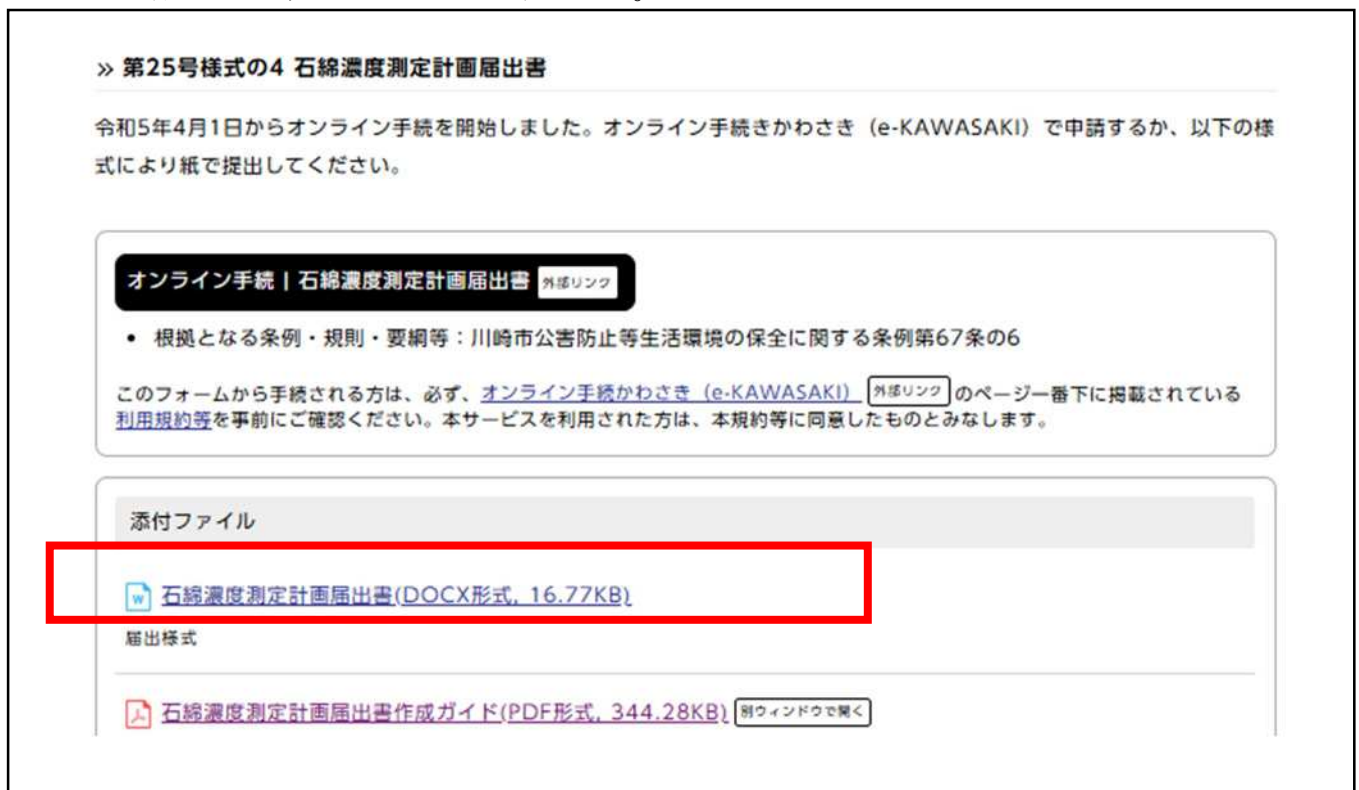 » 第25号様式の4 石綿濃度測定計画届出書
令和5年4月1日からオンライン手続を開始しました。オンライン手続きかわさき（e-KAWASAKI）で申請するか、以下の様
式により紙で提出してください。
オンライン手続 | 石綿濃度測定計画届出書 外部リンク
• 根拠となる条例・規則・要綱等：川崎市公害防止等生活環境の保全に関する条例第67条の6
このフォームから手続される方は、必ず、オンライン手続かわさき（e-KAWASAKI） 外部リンク のページ一番下に掲載されている
利用規約等を事前にご確認ください。本サービスを利用された方は、本規約等に同意したものとみなします。
添付ファイル
W 石綿濃度測定計画届出書(DOCX形式, 16.77KB)
届出様式
石綿濃度測定計画届出書作成ガイド(PDF形式, 344.28KB) 別ウィンドウで開く